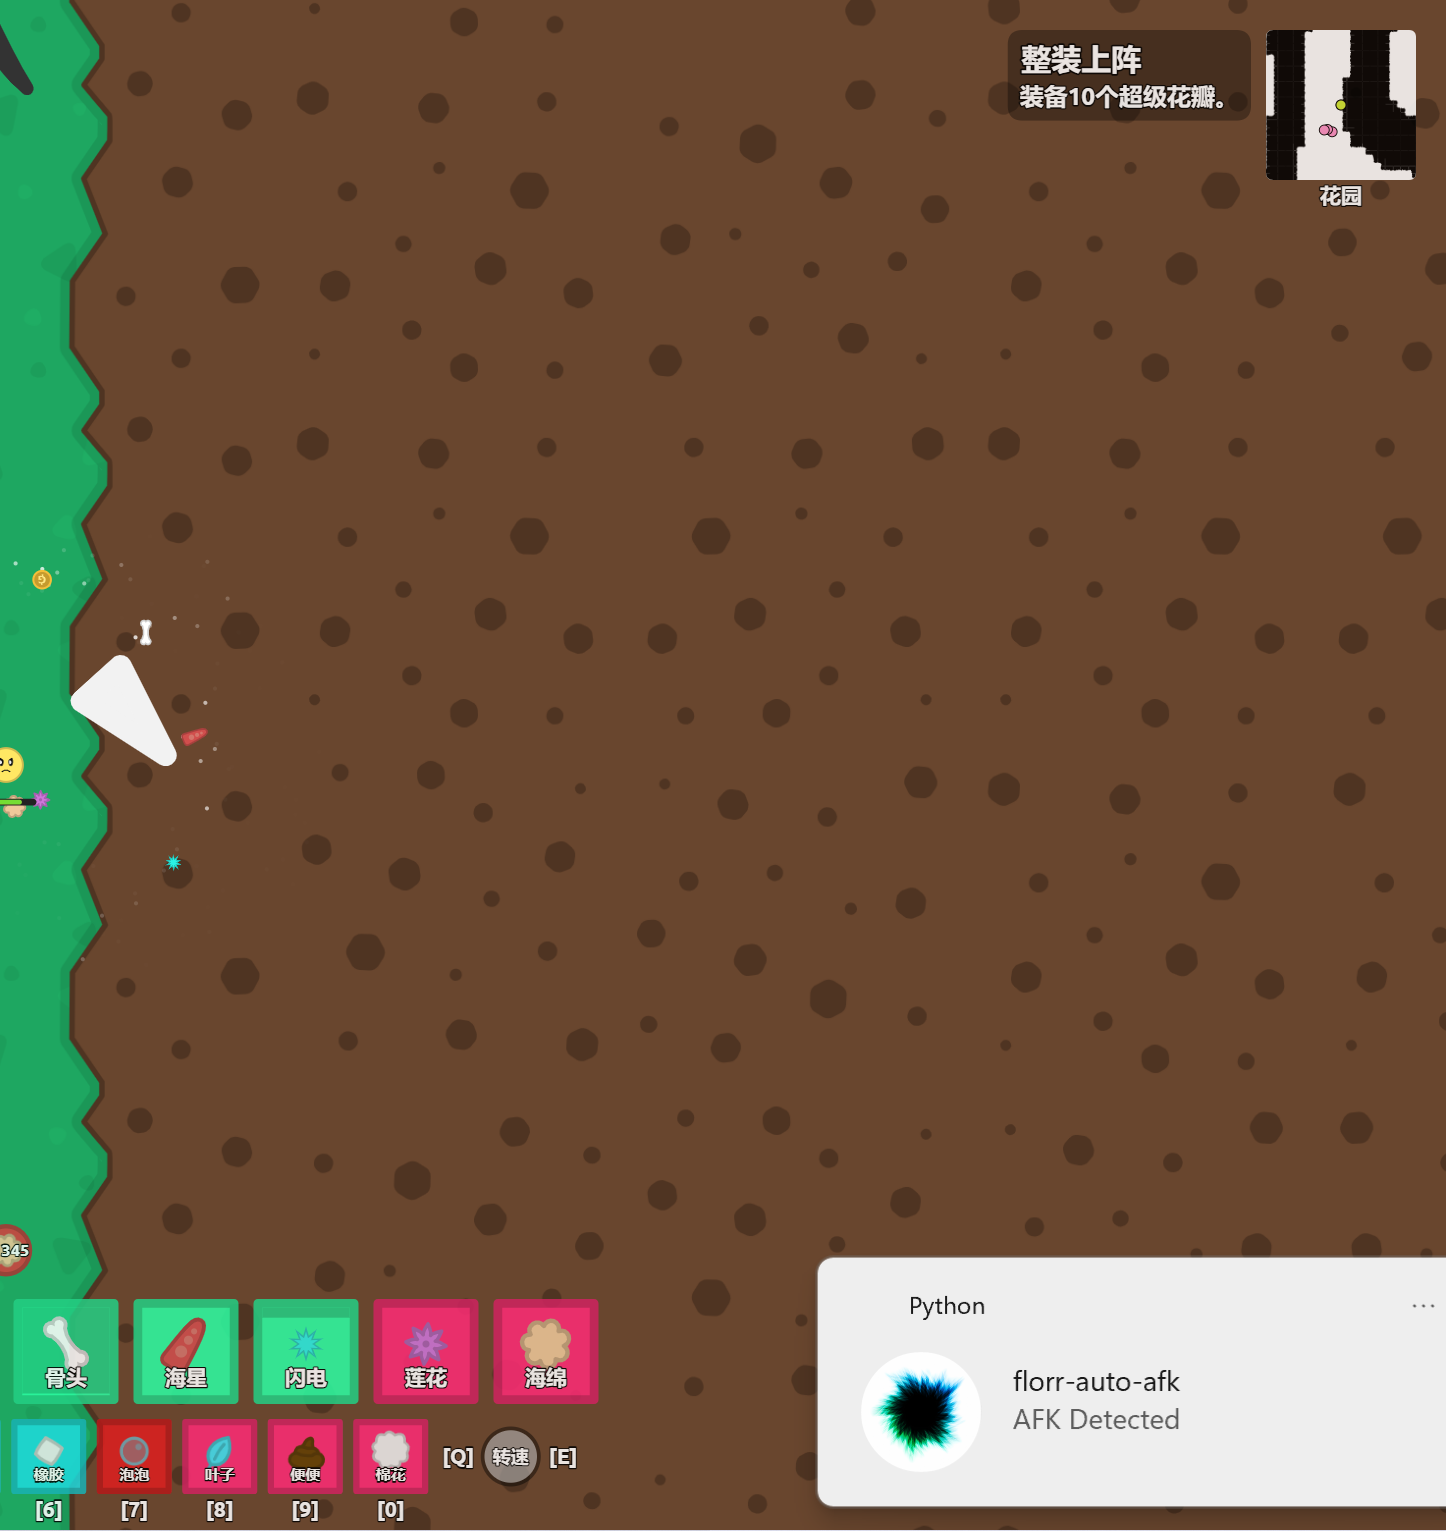 整装上阵
装备10个超级花瓣。
花园
345
骨头
海星
闪电
莲花
海绵
橡胶
泡泡
叶子
便便
棉花
[Q]
转速
[E]
[6]
[7]
[8]
[9]
[0]
Python
florr-auto-afk
AFK Detected